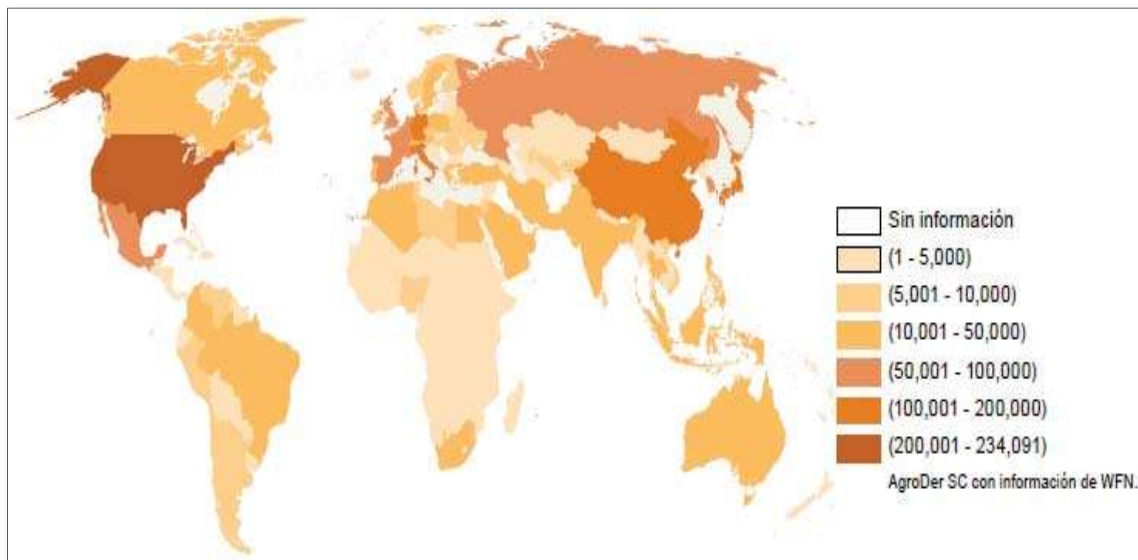 Sin información
(1 - 5,000)
(5,001 - 10,000)
(10,001 - 50,000)
(50,001 - 100,000)
(100,001 - 200,000)
(200,001 - 234,091)
AgroDer SC con información de WFN.